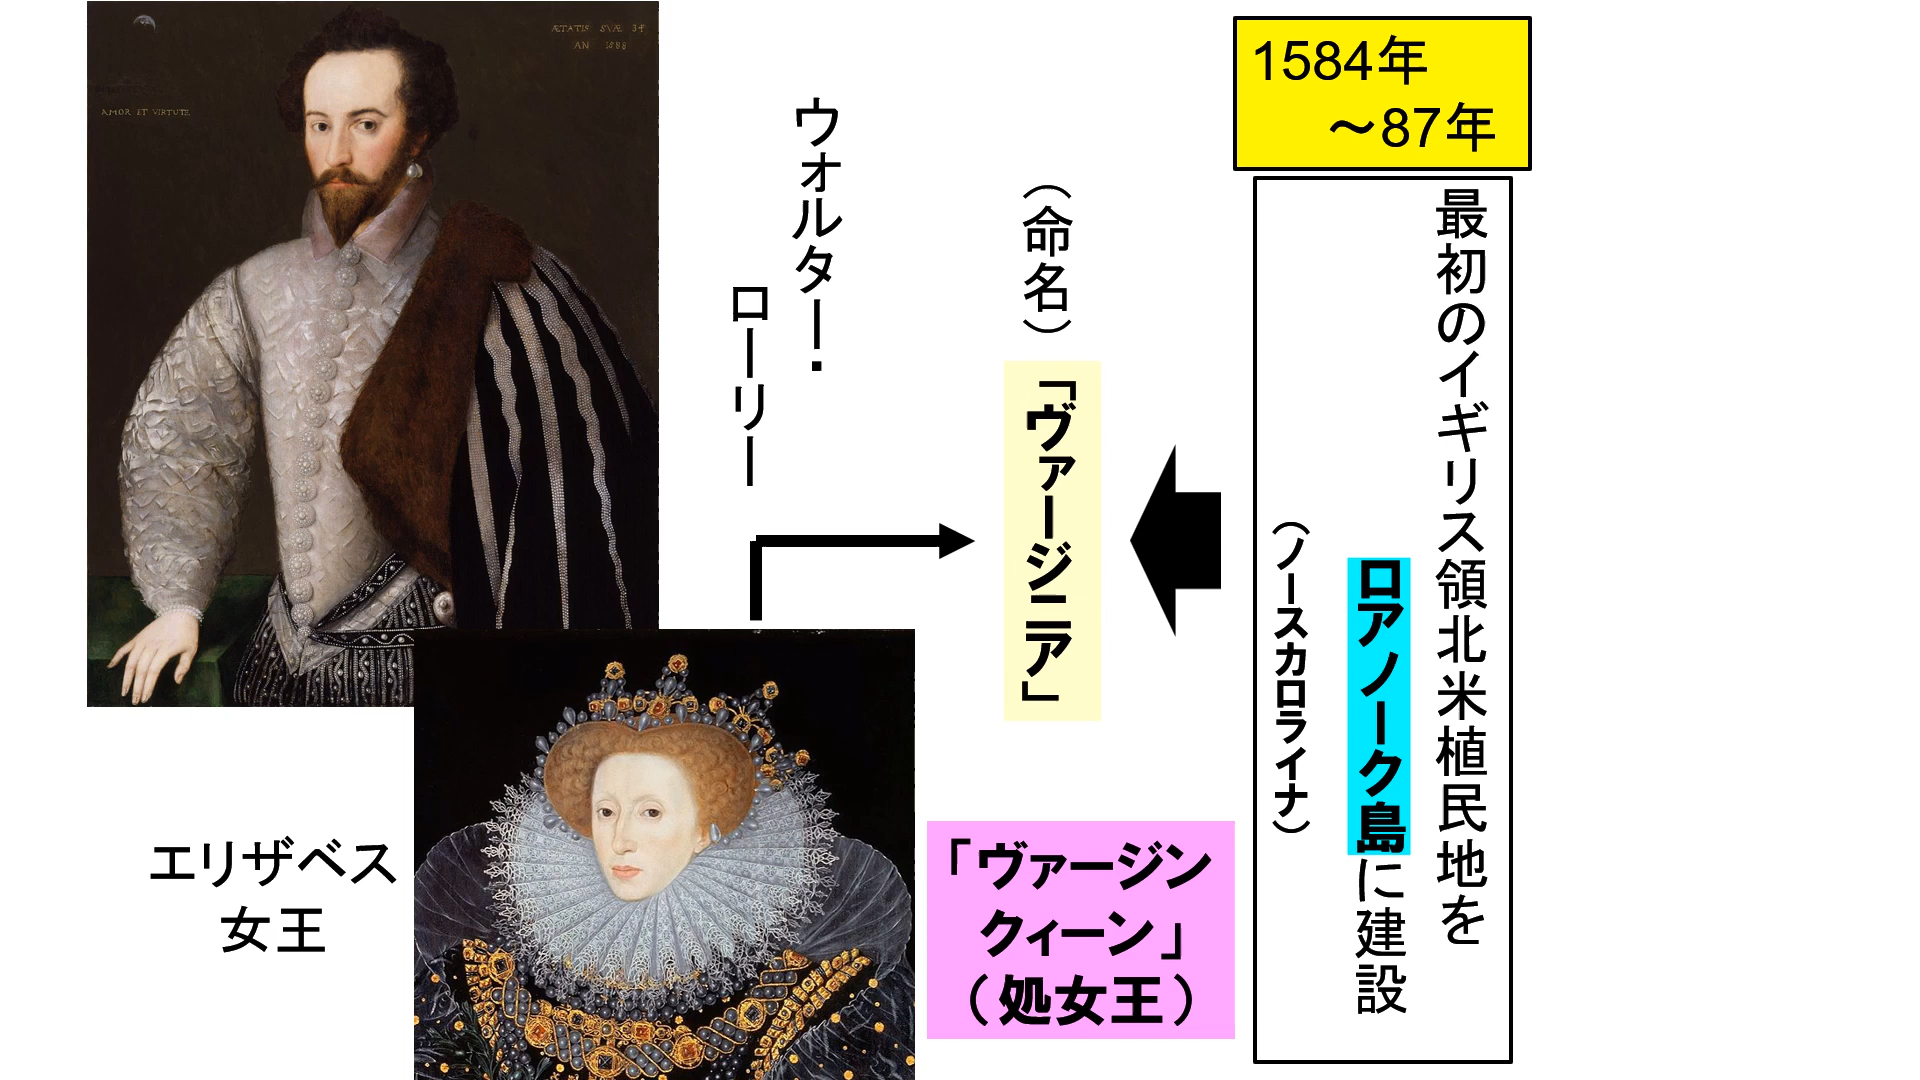 1584年
~87年
最初のイギリス領北米植民地を
ロアノーク島に建設
(ノースカロライナ)
(命名)
「ヴァージニア」
ウォルター・
ローリー
ÆTATIS SVÆ 34
AN 1588
AMOR ET VIRTVTE
エリザベス
女王
「ヴァージン
クィーン」
(処女王)